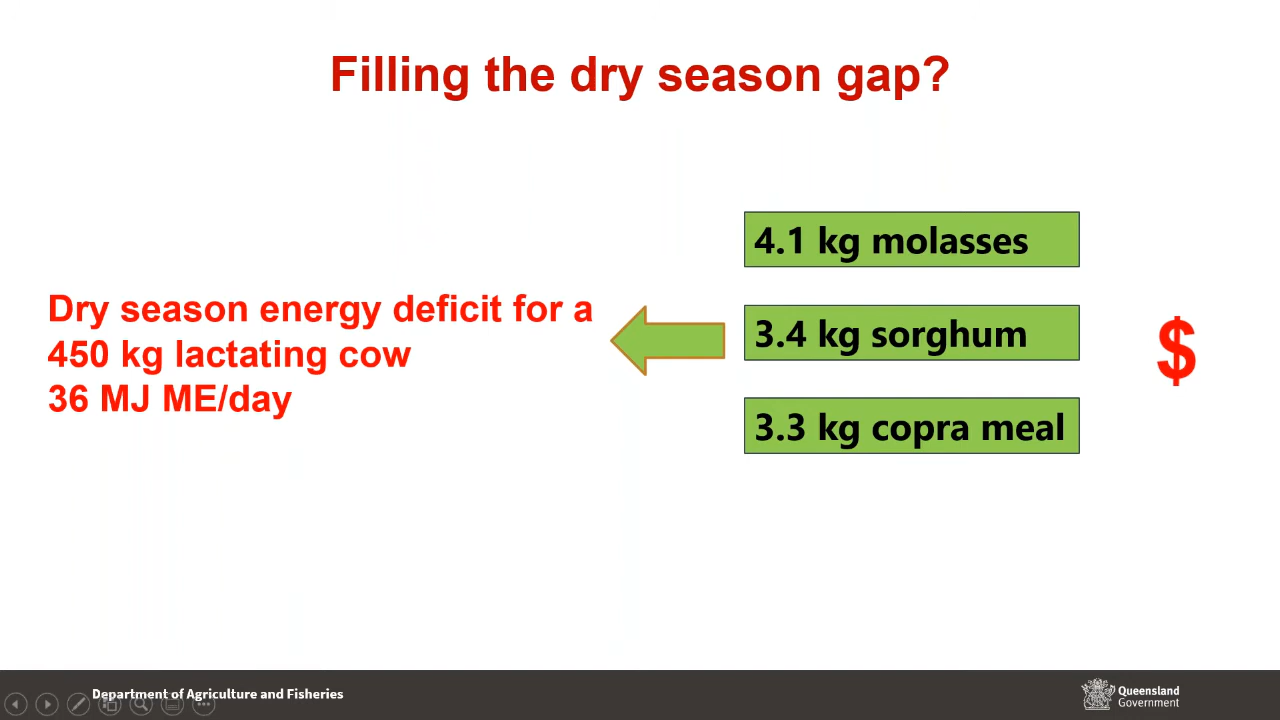 Filling the dry season gap?
Dry season energy deficit for a
450 kg lactating cow
36 MJ ME/day
4.1 kg molasses
3.4 kg sorghum
3.3 kg copra meal
$
Department of Agriculture and Fisheries
Queensland
Government